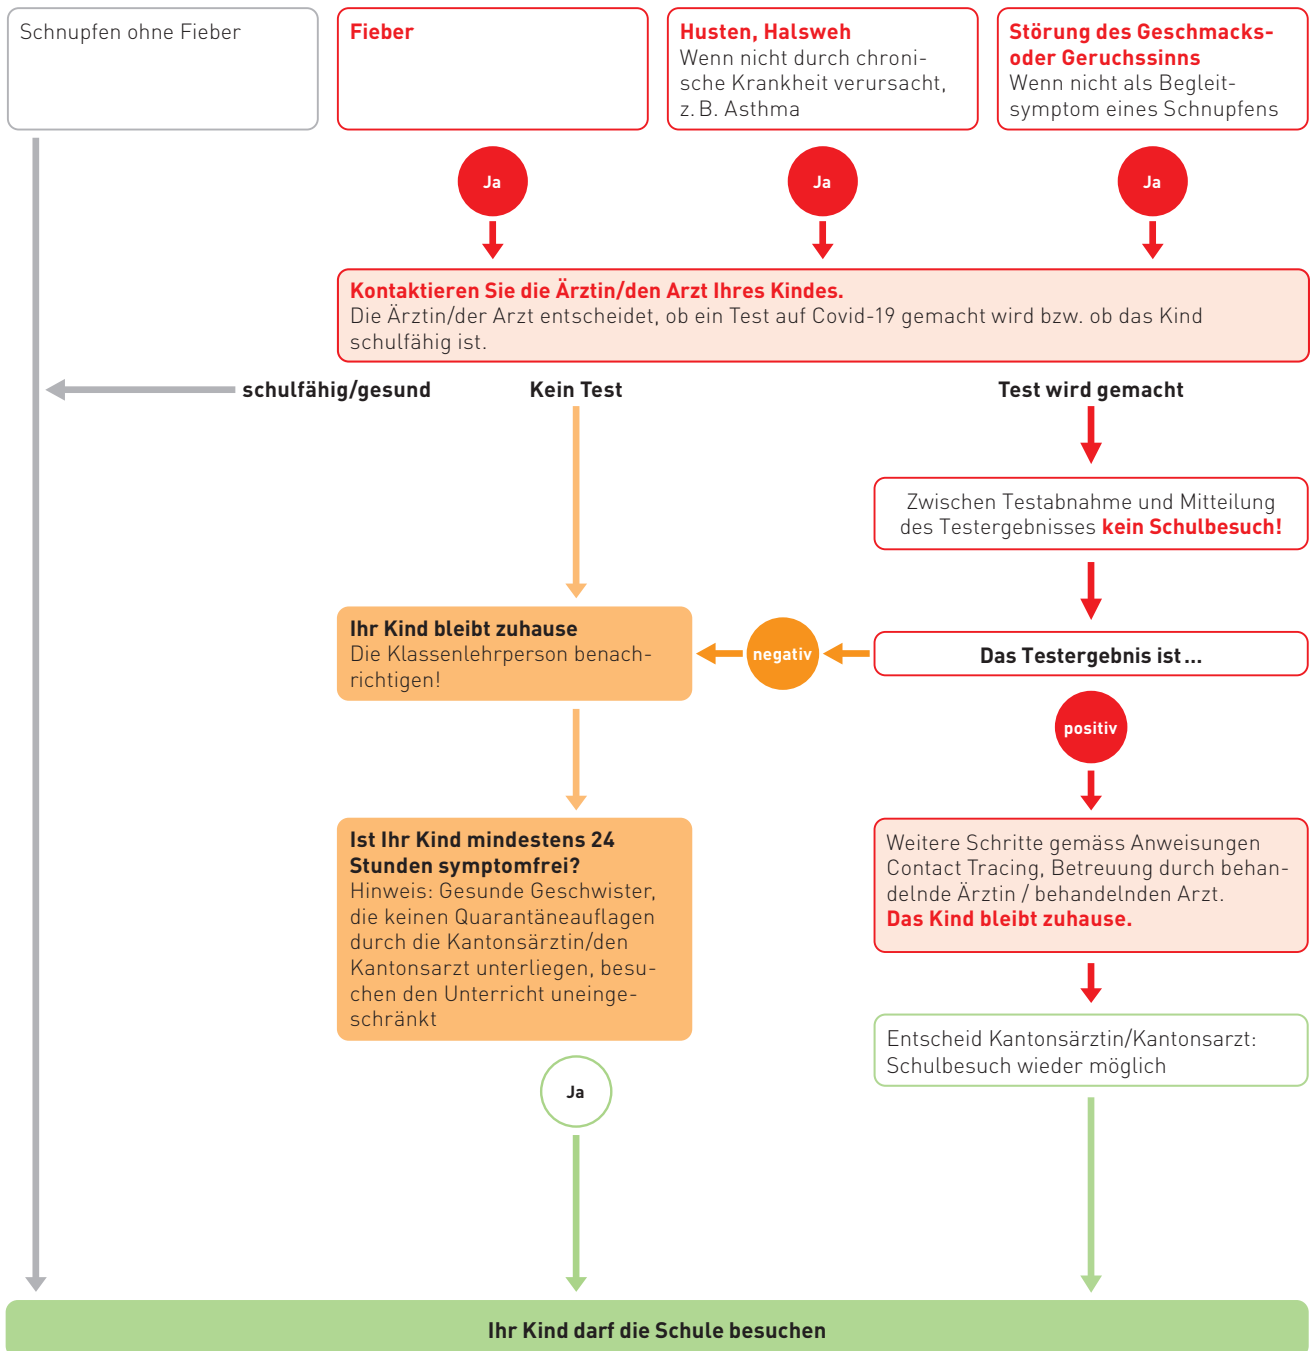 Schnupfen ohne Fieber
Fieber
Husten, Halsweh
Wenn nicht durch chroni-
sche Krankheit verursacht,
z. B. Asthma
Störung des Geschmacks-
oder Geruchssinns
Wenn nicht als Begleit-
symptom eines Schnupfens
Ja
Ja
Ja
Kontaktieren Sie die Ärztin/den Arzt Ihres Kindes.
Die Ärztin/der Arzt entscheidet, ob ein Test auf Covid-19 gemacht wird bzw. ob das Kind
schulfähig ist.
schulfähig/gesund
Kein Test
Test wird gemacht
Zwischen Testabnahme und Mitteilung
des Testergebnisses kein Schulbesuch!
Ihr Kind bleibt zuhause
Die Klassenlehrperson benach-
richtigen!
negativ
Das Testergebnis ist ...
positiv
Ist Ihr Kind mindestens 24
Stunden symptomfrei?
Hinweis: Gesunde Geschwister,
die keinen Quarantäneauflagen
durch die Kantonsärztin/den
Kantonsarzt unterliegen, besu-
chen den Unterricht uneinge-
schränkt
Weitere Schritte gemäss Anweisungen
Contact Tracing, Betreuung durch behan-
delnde Ärztin / behandelnden Arzt.
Das Kind bleibt zuhause.
Entscheid Kantonsärztin/Kantonsarzt:
Schulbesuch wieder möglich
Ja
Ihr Kind darf die Schule besuchen